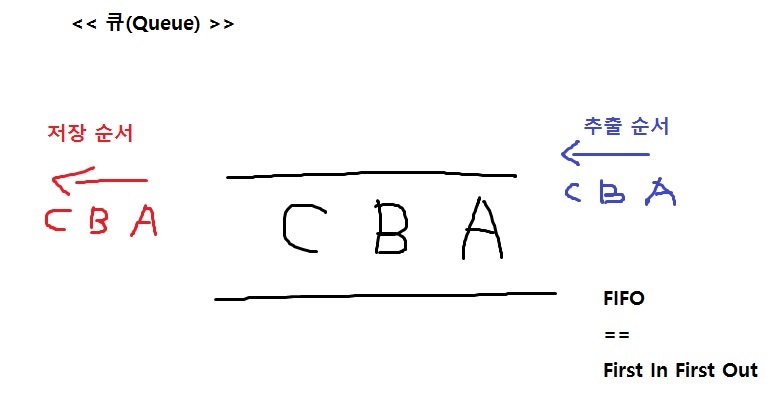 << 큐(Queue) >>
저장 순서
C B A
C B A
추출 순서
C B A
FIFO
==
First In First Out